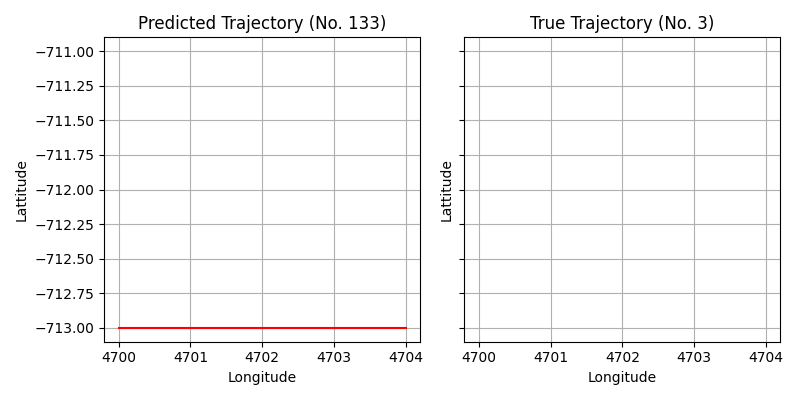 Predicted Trajectory (No. 133)
True Trajectory (No. 3)
−711.00
−711.25
−711.50
−711.75
−712.00
−712.25
−712.50
−712.75
−713.00
Lattitude
Lattitude
4700 4701 4702 4703 4704
4700 4701 4702 4703 4704
Longitude
Longitude